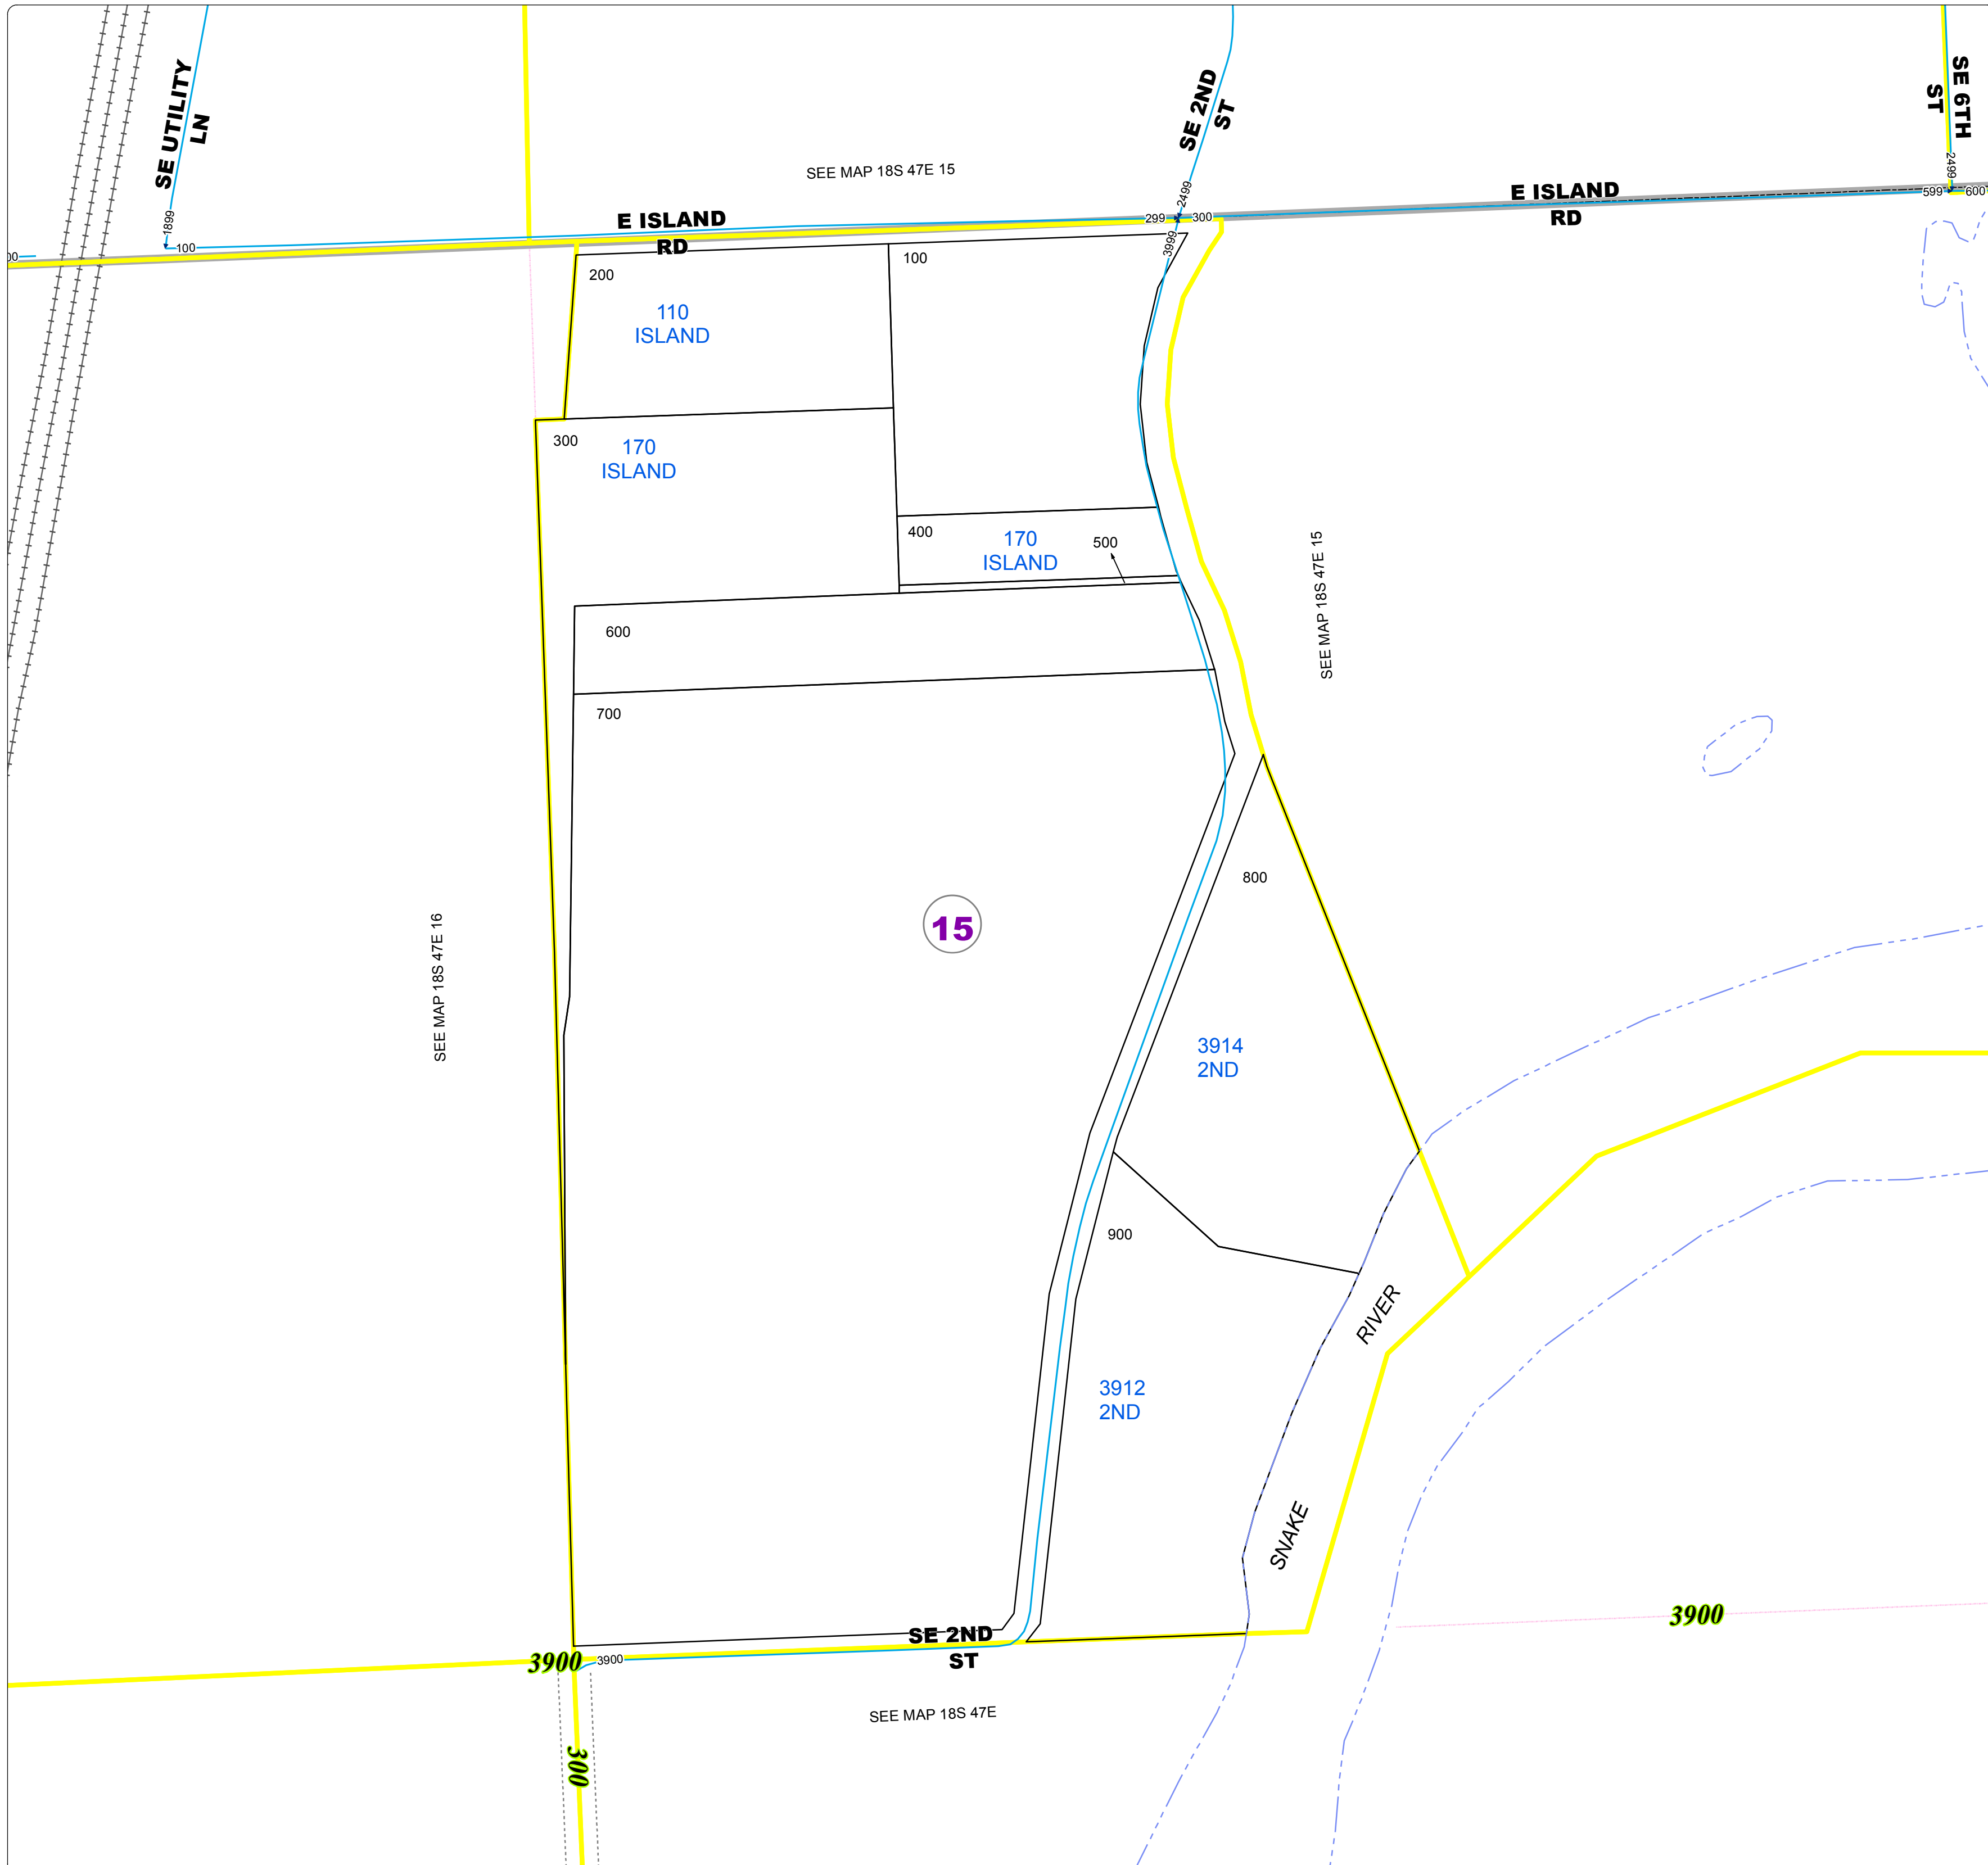 SE UTILITY
LN
SE 2ND
ST
SE 6TH
ST
SEE MAP 18S 47E 15
1899
2499
2499
E ISLAND
RD
E ISLAND
RD
599
600
299
300
100
00
3999
200
100
110
ISLAND
300
170
ISLAND
400
170
ISLAND
500
SEE MAP 18S 47E 15
600
700
800
15
SEE MAP 18S 47E 16
3914
2ND
900
RIVER
3912
2ND
SNAKE
3900
SE 2ND
ST
3900
3900
SEE MAP 18S 47E
300